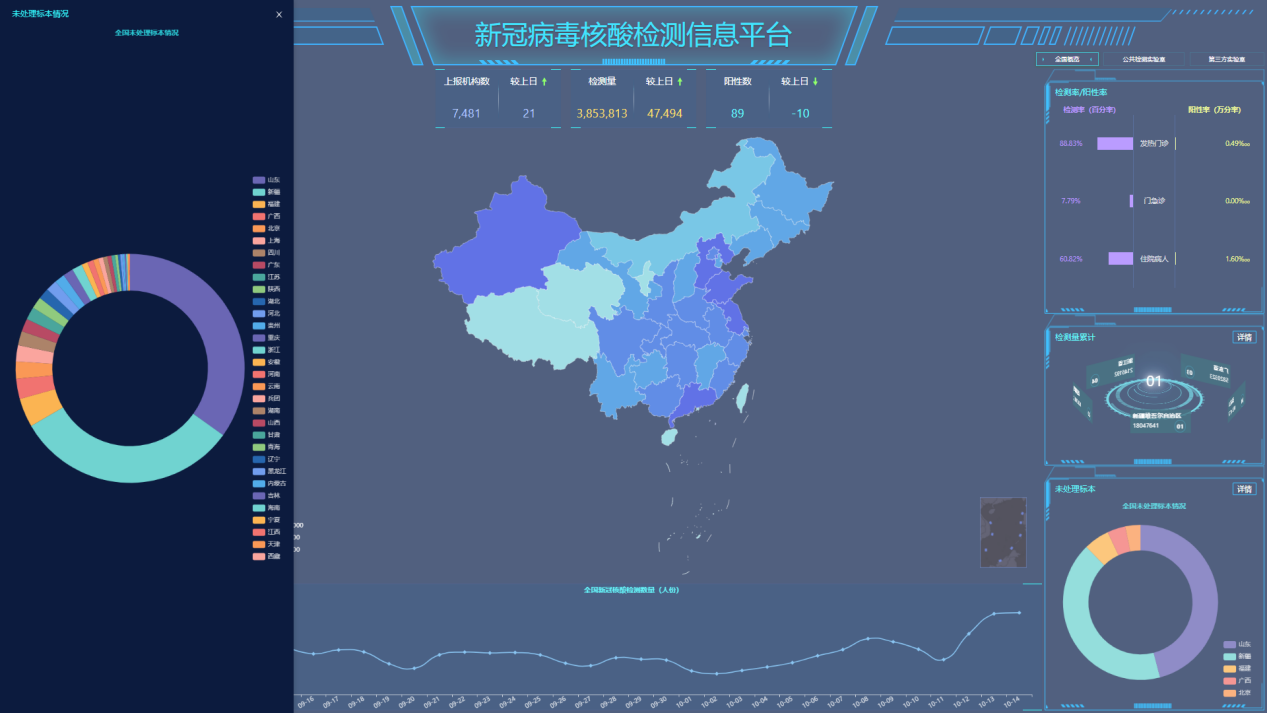 未处理标本情况
×
全国未处理标本情况
山东
新疆
福建
广西
北京
上海
四川
广东
江苏
陕西
湖北
河北
贵州
重庆
浙江
安徽
河南
云南
兵团
湖南
山西
甘肃
青海
辽宁
黑龙江
内蒙古
吉林
海南
宁夏
江西
天津
西藏
新冠病毒核酸检测信息平台
上报机构数 较上日
7,481 21
检测量 较上日
3,853,813 47,494
阳性数 较上日
89 -10
全国新冠核酸检测数量（人份）
09-16 09-17 09-18 09-19 09-20 09-21 09-22 09-23 09-24 09-25 09-26 09-27 09-28 09-29 09-30 10-01 10-02 10-03 10-04 10-05 10-06 10-07 10-08 10-09 10-10 10-11 10-12 10-13 10-14
全国概览 公共检测实验室 第三方实验室
检测率/阳性率
检测率（百分率） 阳性率（万分率）
88.83% 发热门诊 0.49‱
7.79% 门急诊 0.00‱
60.82% 住院病人 1.60‱
检测量累计 详情
01
新疆维吾尔自治区
18047641 01
未处理标本 详情
全国未处理标本情况
山东
新疆
福建
广西
北京